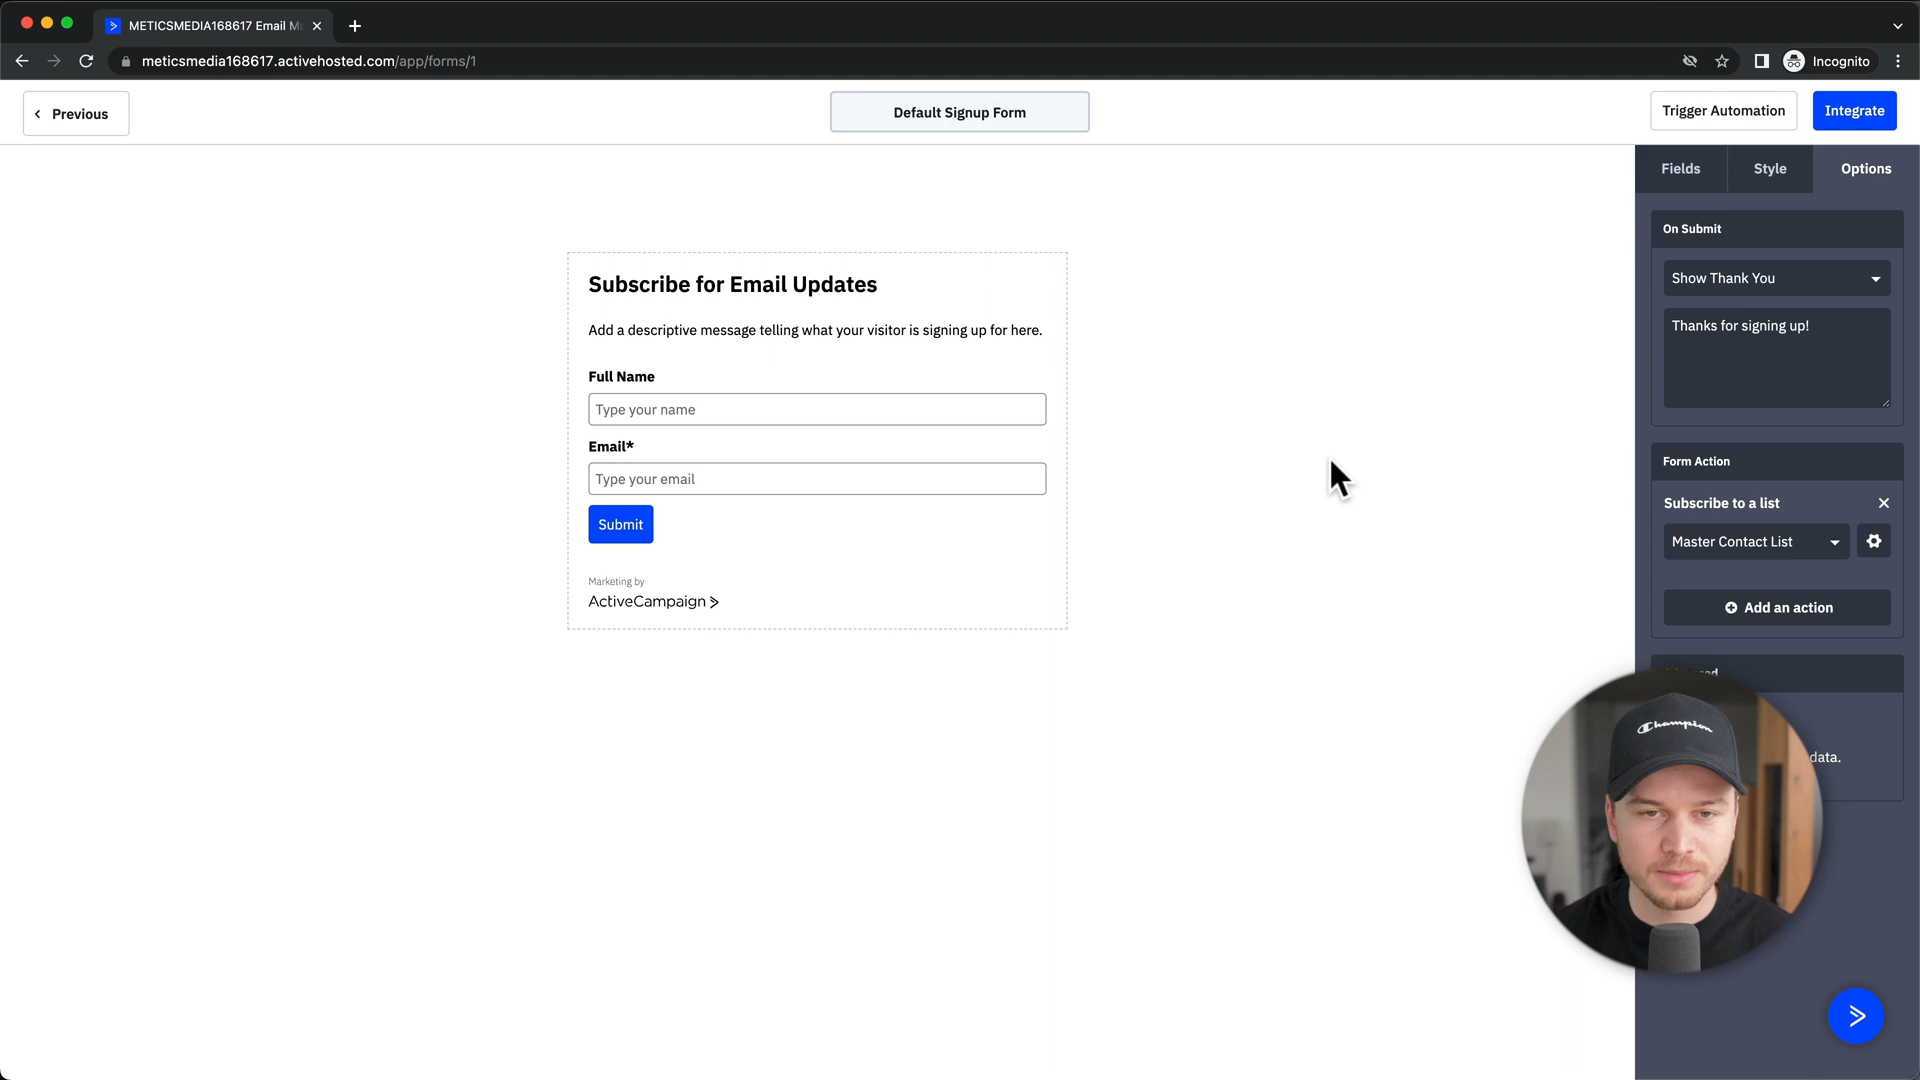 METICSMEDIA168617 Email Ma
meticsmedia168617.activehosted.com/app/forms/1
Incognito
Previous
Default Signup Form
Trigger Automation
Integrate
Fields
Style
Options
On Submit
Show Thank You
Thanks for signing up!
Subscribe for Email Updates
Add a descriptive message telling what your visitor is signing up for here.
Full Name
Type your name
Email*
Type your email
Submit
Marketing by
ActiveCampaign >
Form Action
Subscribe to a list
Master Contact List
Add an action
data.
Champion